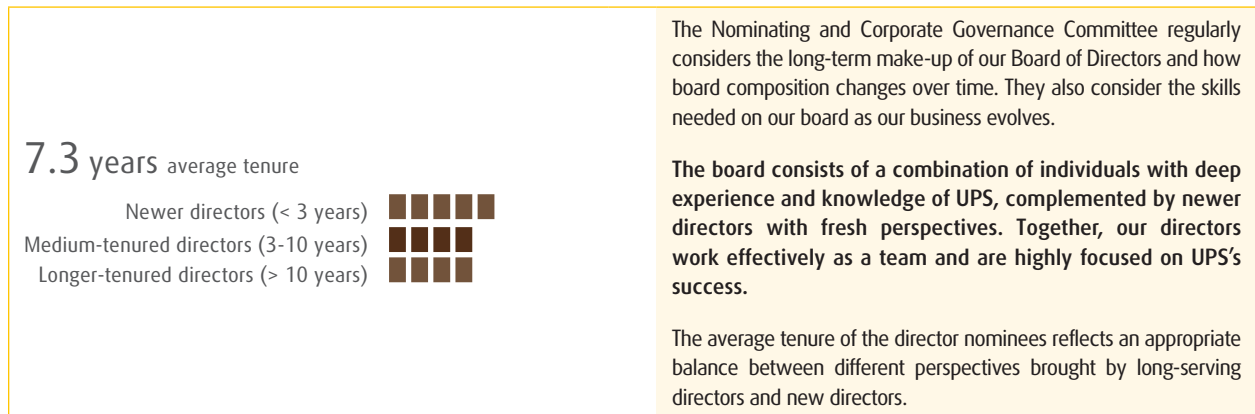 7.3 years average tenure
Newer directors (< 3 years)
Medium-tenured directors (3-10 years)
Longer-tenured directors (> 10 years)
The Nominating and Corporate Governance Committee regularly
considers the long-term make-up of our Board of Directors and how
board composition changes over time. They also consider the skills
needed on our board as our business evolves.
The board consists of a combination of individuals with deep
experience and knowledge of UPS, complemented by newer
directors with fresh perspectives. Together, our directors
work effectively as a team and are highly focused on UPS's
success.
The average tenure of the director nominees reflects an appropriate
balance between different perspectives brought by long-serving
directors and new directors.